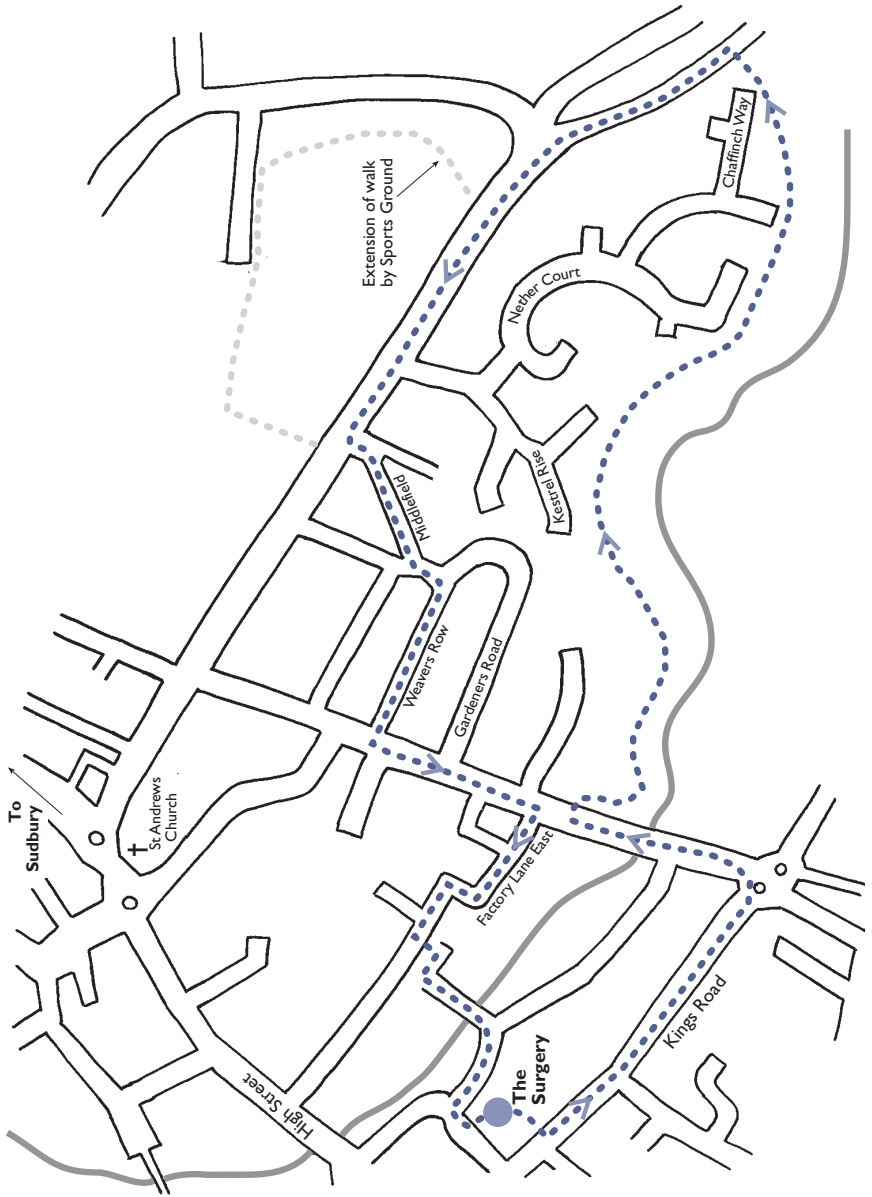 Chaffinch Way
Extension of walk
by Sports Ground
Nether Court
Kestrel Rise
Middlefield
Weavers Row
Gardeners Road
St Andrews
Church
To
Sudbury
Factory Lane East
Kings Road
The
Surgery
High Street